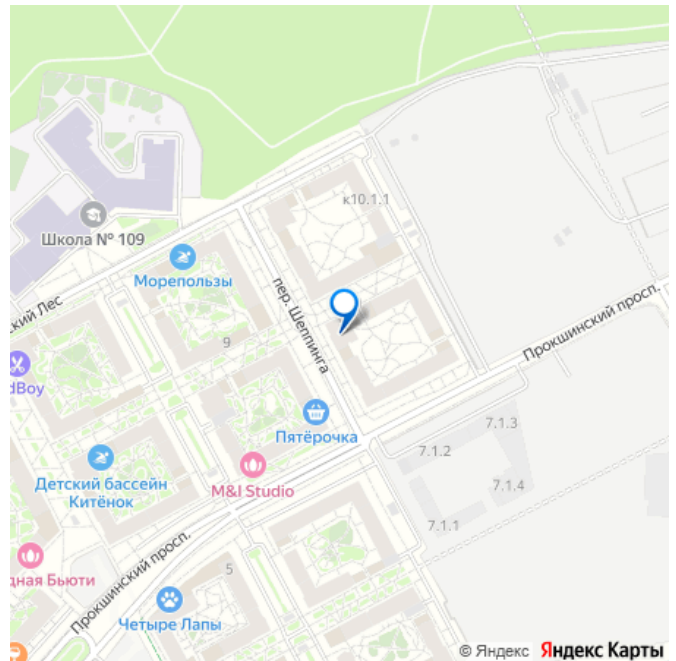 к10.1.1
Школа № 109
Морепользы
пер. Шеппинга
кий Лес
Прокшинский просп.
9
dBoy
Пятёрочка
7.1.3
7.1.2
Детский бассейн
Китёнок
M&I Studio
7.1.4
7.1.1
дная Бьюти
5
Прокшинский просп.
Четыре Лапы
© Яндекс Яндекс Карты